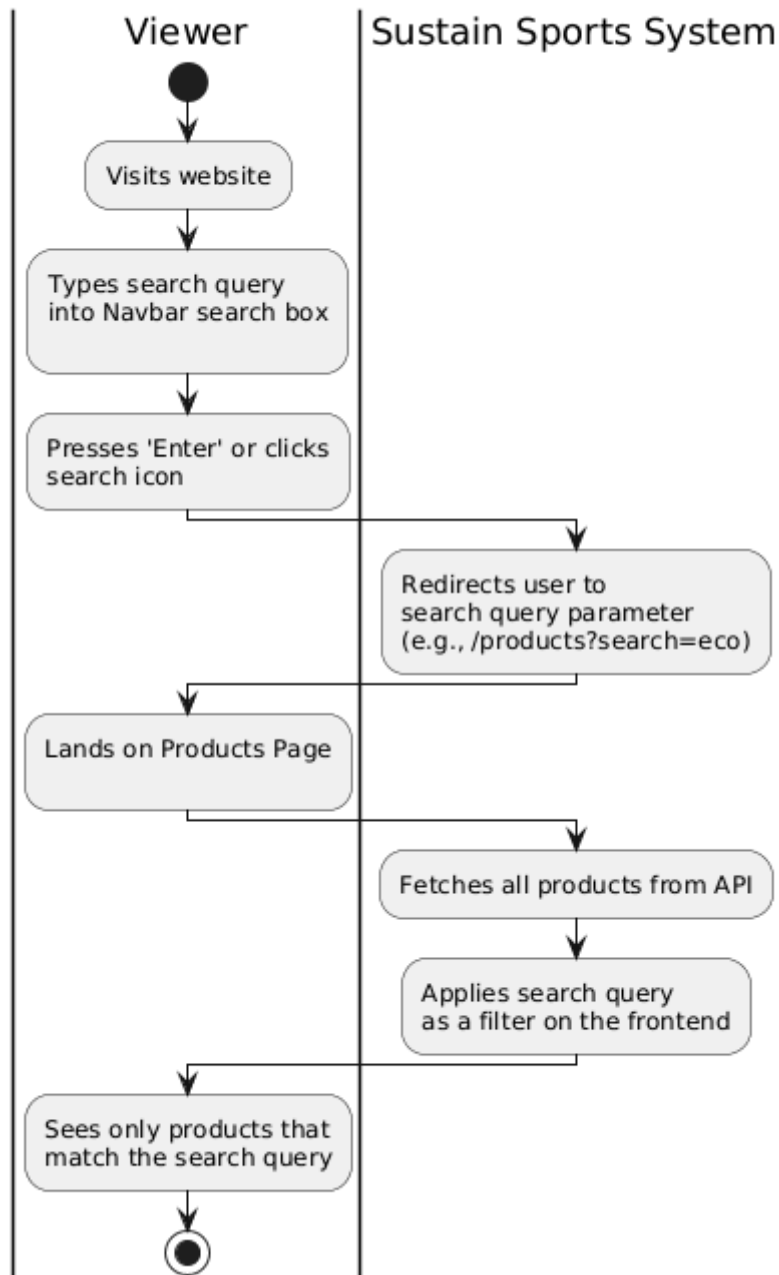 Viewer
Sustain Sports System
Visits website
Types search query
into Navbar search box
Presses 'Enter' or clicks
search icon
Redirects user to
search query parameter
(e.g., /products?search=eco)
Lands on Products Page
Fetches all products from API
Applies search query
as a filter on the frontend
Sees only products that
match the search query